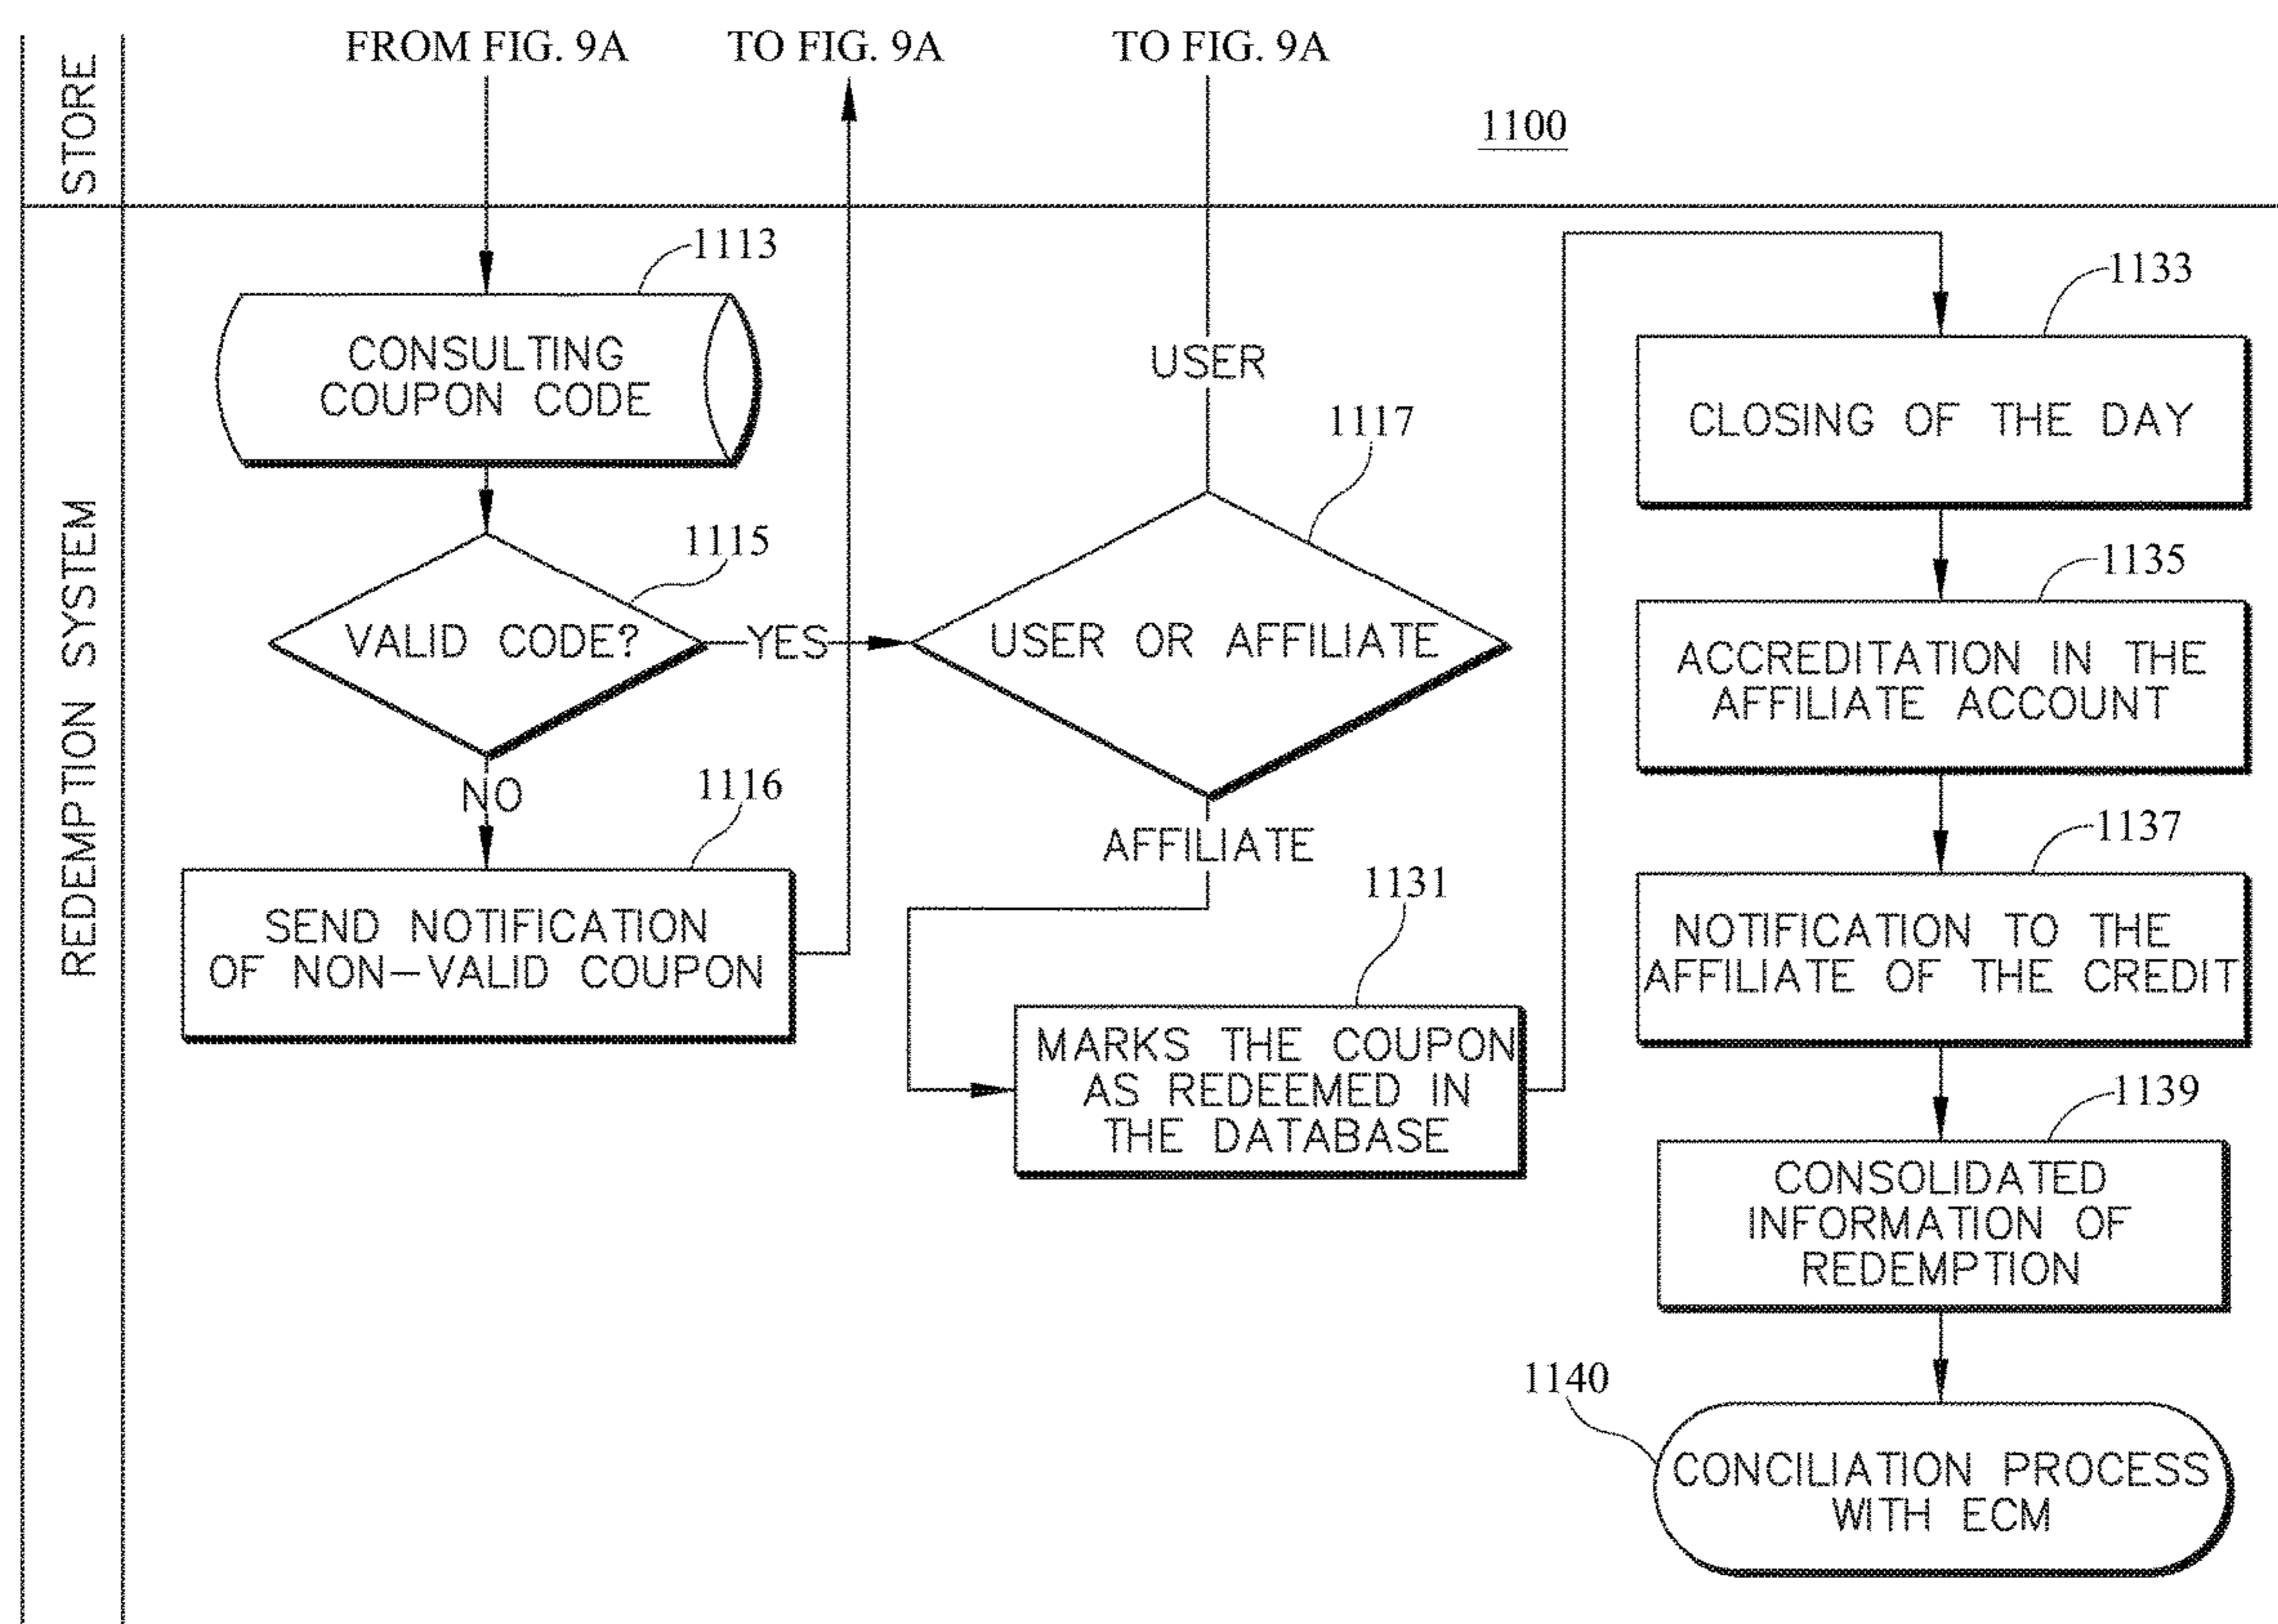 STORE
FROM FIG. 9A
TO FIG. 9A
TO FIG. 9A
1100
REDEMPTION SYSTEM
1113
CONSULTING
COUPON CODE
1115
VALID CODE?
YES
NO
1116
SEND NOTIFICATION
OF NON-VALID COUPON
USER
1117
USER OR AFFILIATE
AFFILIATE
1131
MARKS THE COUPON
AS REDEEMED IN
THE DATABASE
1133
CLOSING OF THE DAY
1135
ACCREDITATION IN THE
AFFILIATE ACCOUNT
1137
NOTIFICATION TO THE
AFFILIATE OF THE CREDIT
1139
CONSOLIDATED
INFORMATION OF
REDEMPTION
1140
CONCILIATION PROCESS
WITH ECM